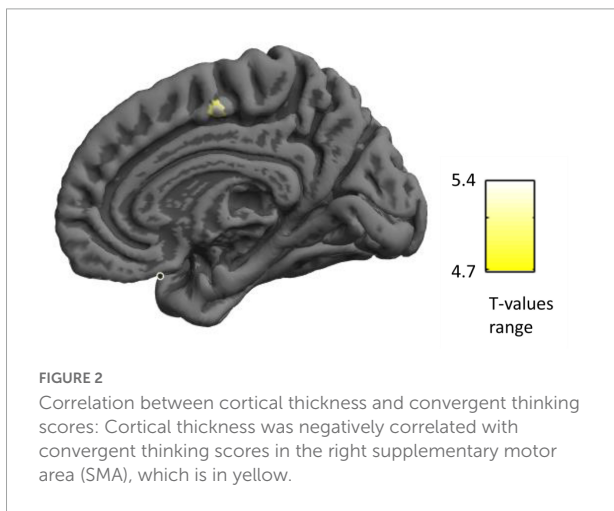 5.4
4.7
T-values
range
FIGURE 2
Correlation between cortical thickness and convergent thinking
scores: Cortical thickness was negatively correlated with
convergent thinking scores in the right supplementary motor
area (SMA), which is in yellow.